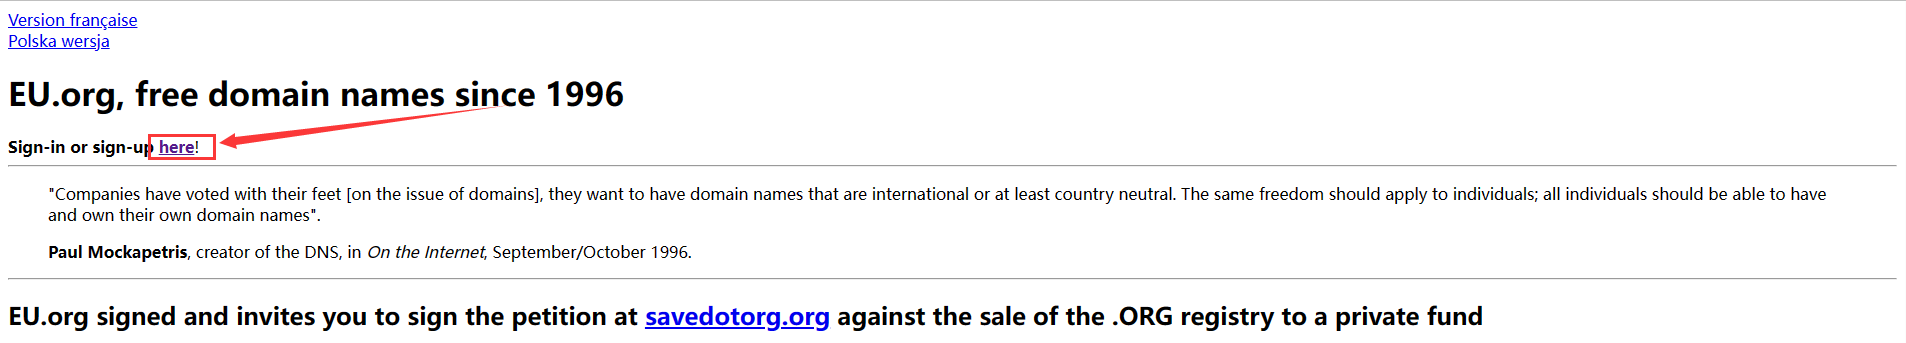 Version française
Polska wersja
EU.org, free domain names since 1996
Sign-in or sign-up here!
"Companies have voted with their feet [on the issue of domains], they want to have domain names that are international or at least country neutral. The same freedom should apply to individuals; all individuals should be able to have
and own their own domain names".
Paul Mockapetris, creator of the DNS, in On the Internet, September/October 1996.
EU.org signed and invites you to sign the petition at savedotorg.org against the sale of the .ORG registry to a private fund